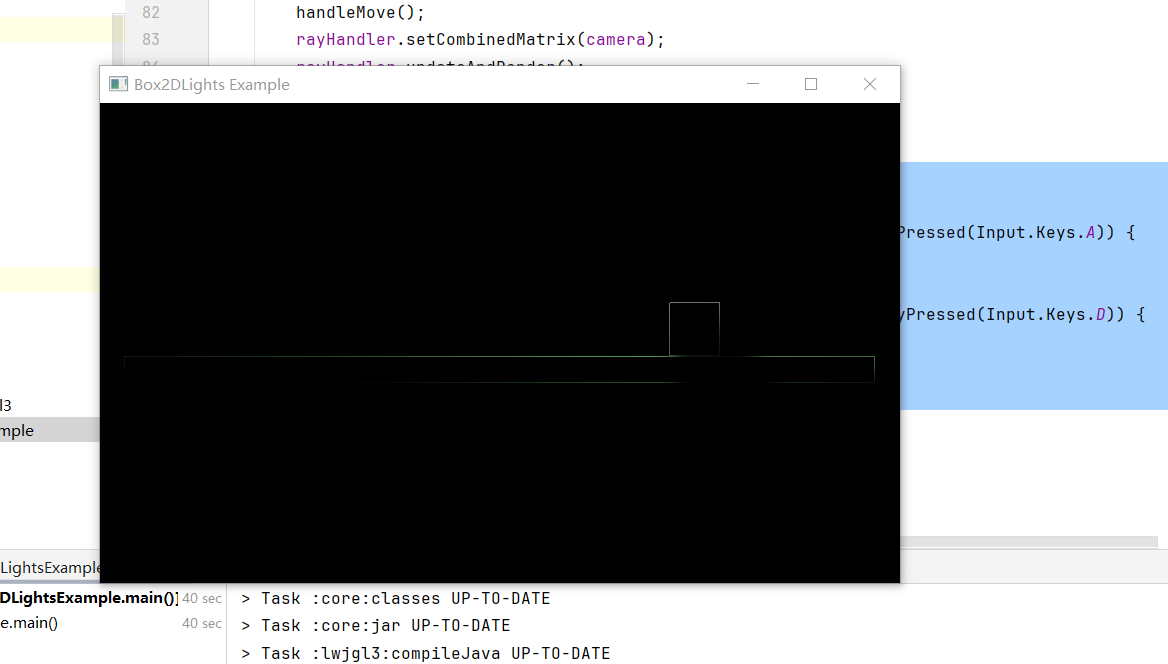 82
handleMove();
83
rayHandler.setCombinedMatrix(camera);
84
rayHandler.updateAndRender();
Box2DLights Example
Pressed(Input.Keys.A)) {
yPressed(Input.Keys.D)) {
l3
mple
LightsExample
DLightsExample.main()] 40 sec
e.main() 40 sec
> Task :core:classes UP-TO-DATE
> Task :core:jar UP-TO-DATE
> Task :lwjgl3:compileJava UP-TO-DATE